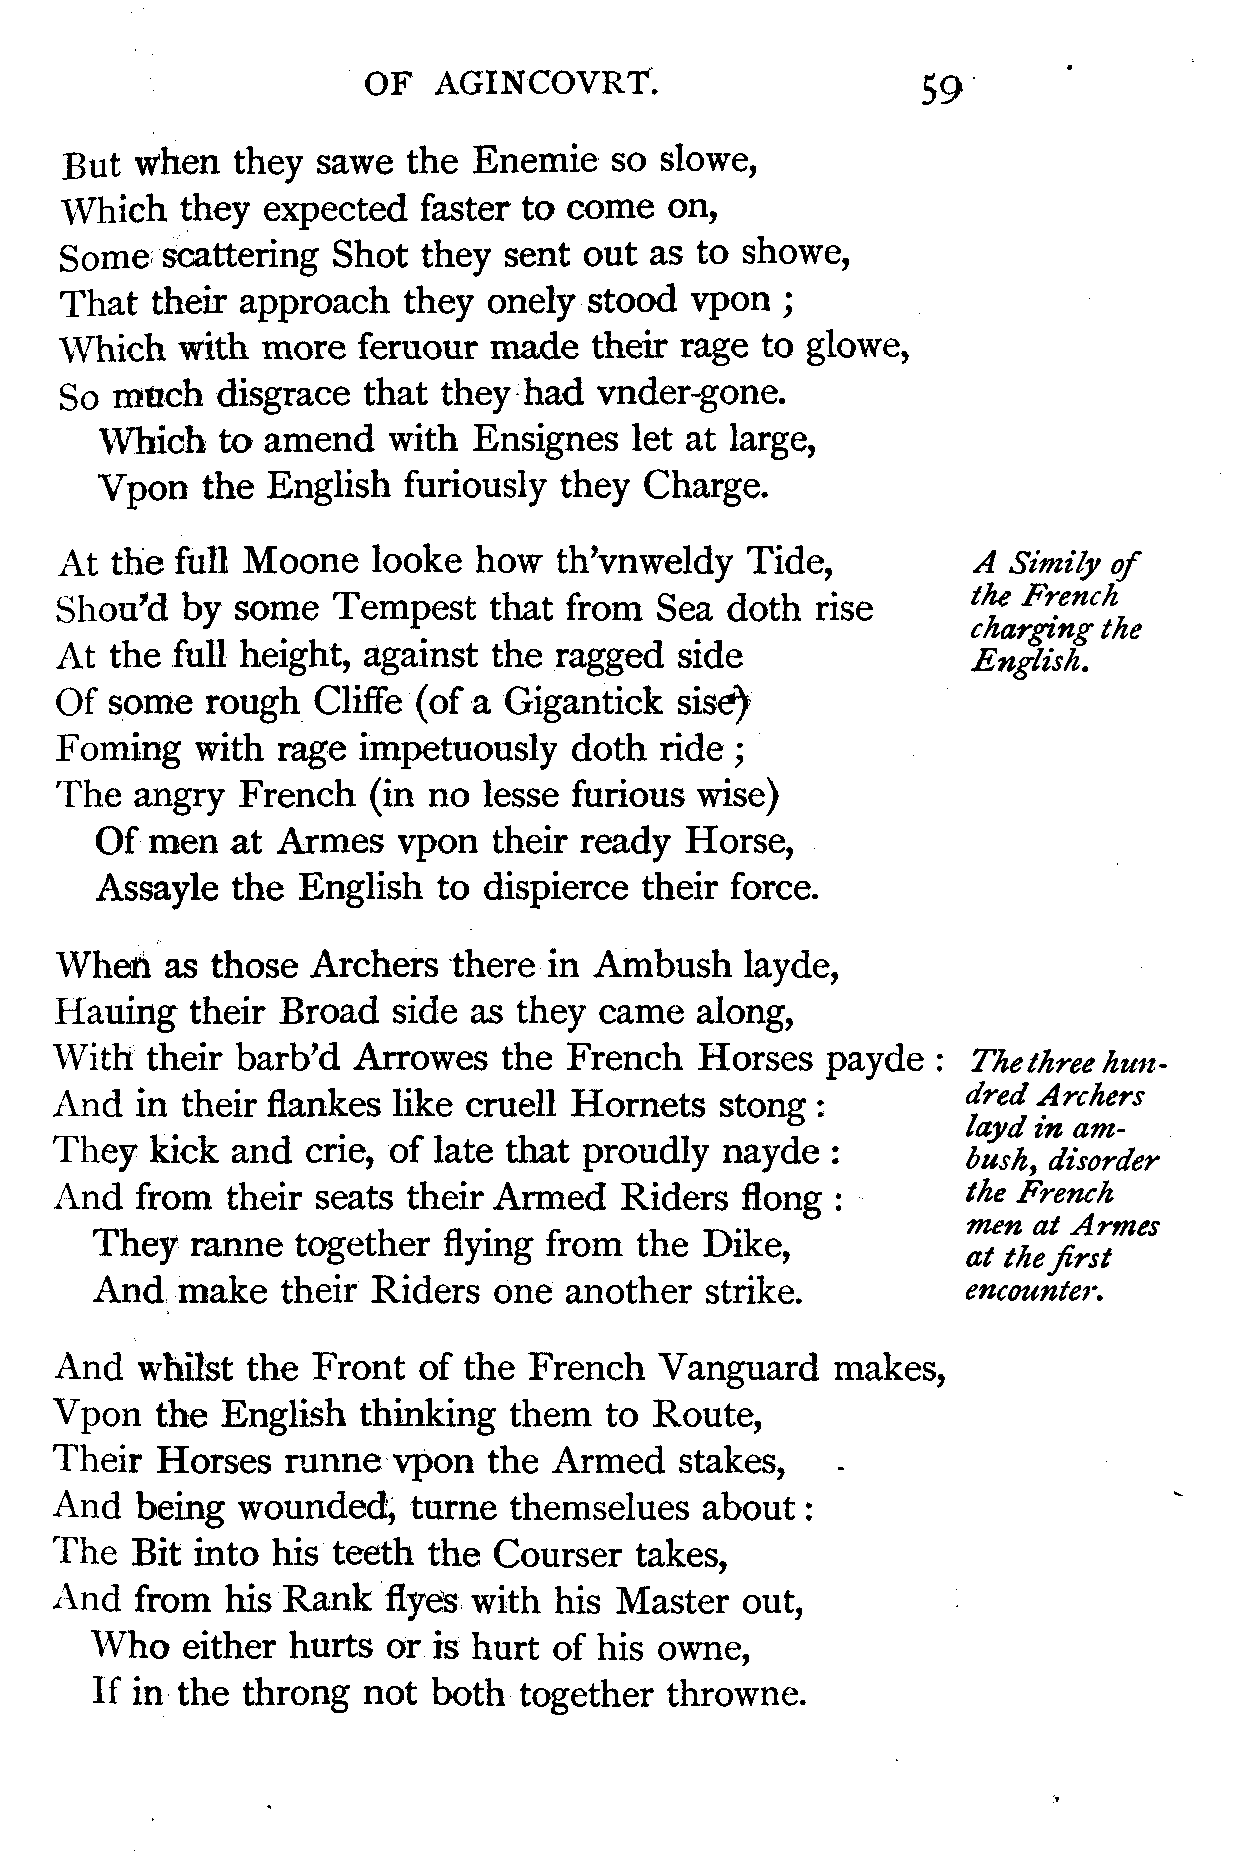 OF AGINCOVRT. 59
But when they sawe the Enemie so slowe,
Which they expected faster to come on,
Some scattering Shot they sent out as to showe,
That their approach they onely stood vpon ;
Which with more feruour made their rage to glowe,
So much disgrace that they had vnder-gone.
Which to amend with Ensignes let at large,
Vpon the English furiously they Charge.
At the full Moone looke how th'vnweldy Tide,
Shou'd by some Tempest that from Sea doth rise
At the full height, against the ragged side
Of some rough Cliffe (of a Gigantick sise)
Foming with rage impetuously doth ride ;
The angry French (in no lesse furious wise)
Of men at Armes vpon their ready Horse,
Assayle the English to dispierce their force.
A Simily of
the French
charging the
English.
When as those Archers there in Ambush layde,
Hauing their Broad side as they came along,
With their barb'd Arrowes the French Horses payde :
And in their flankes like cruell Hornets stong :
They kick and crie, of late that proudly nayde :
And from their seats their Armed Riders flong :
They ranne together flying from the Dike,
And make their Riders one another strike.
The three hun-
dred Archers
layd in am-
bush, disorder
the French
men at Armes
at the first
encounter.
And whilst the Front of the French Vanguard makes,
Vpon the English thinking them to Route,
Their Horses runne vpon the Armed stakes,
And being wounded, turne themselues about :
The Bit into his teeth the Courser takes,
And from his Rank flyes with his Master out,
Who either hurts or is hurt of his owne,
If in the throng not both together throwne.